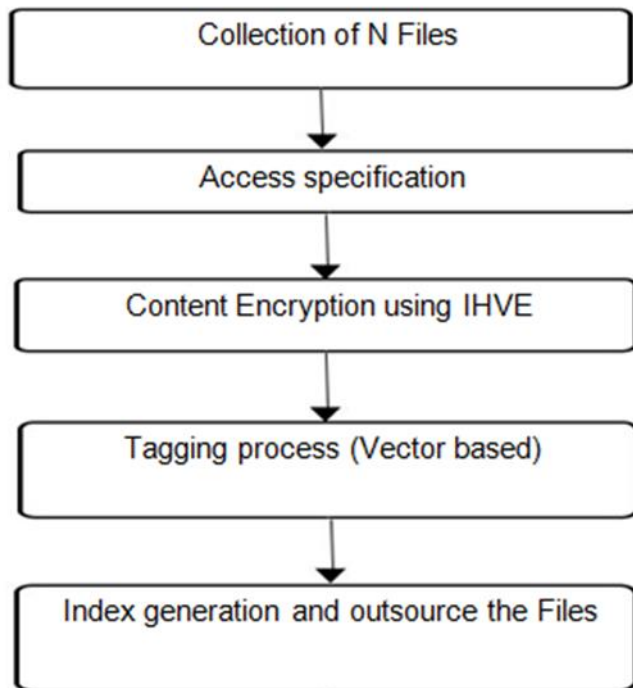 Collection of N Files
Access specification
Content Encryption using IHVE
Tagging process (Vector based)
Index generation and outsource the Files